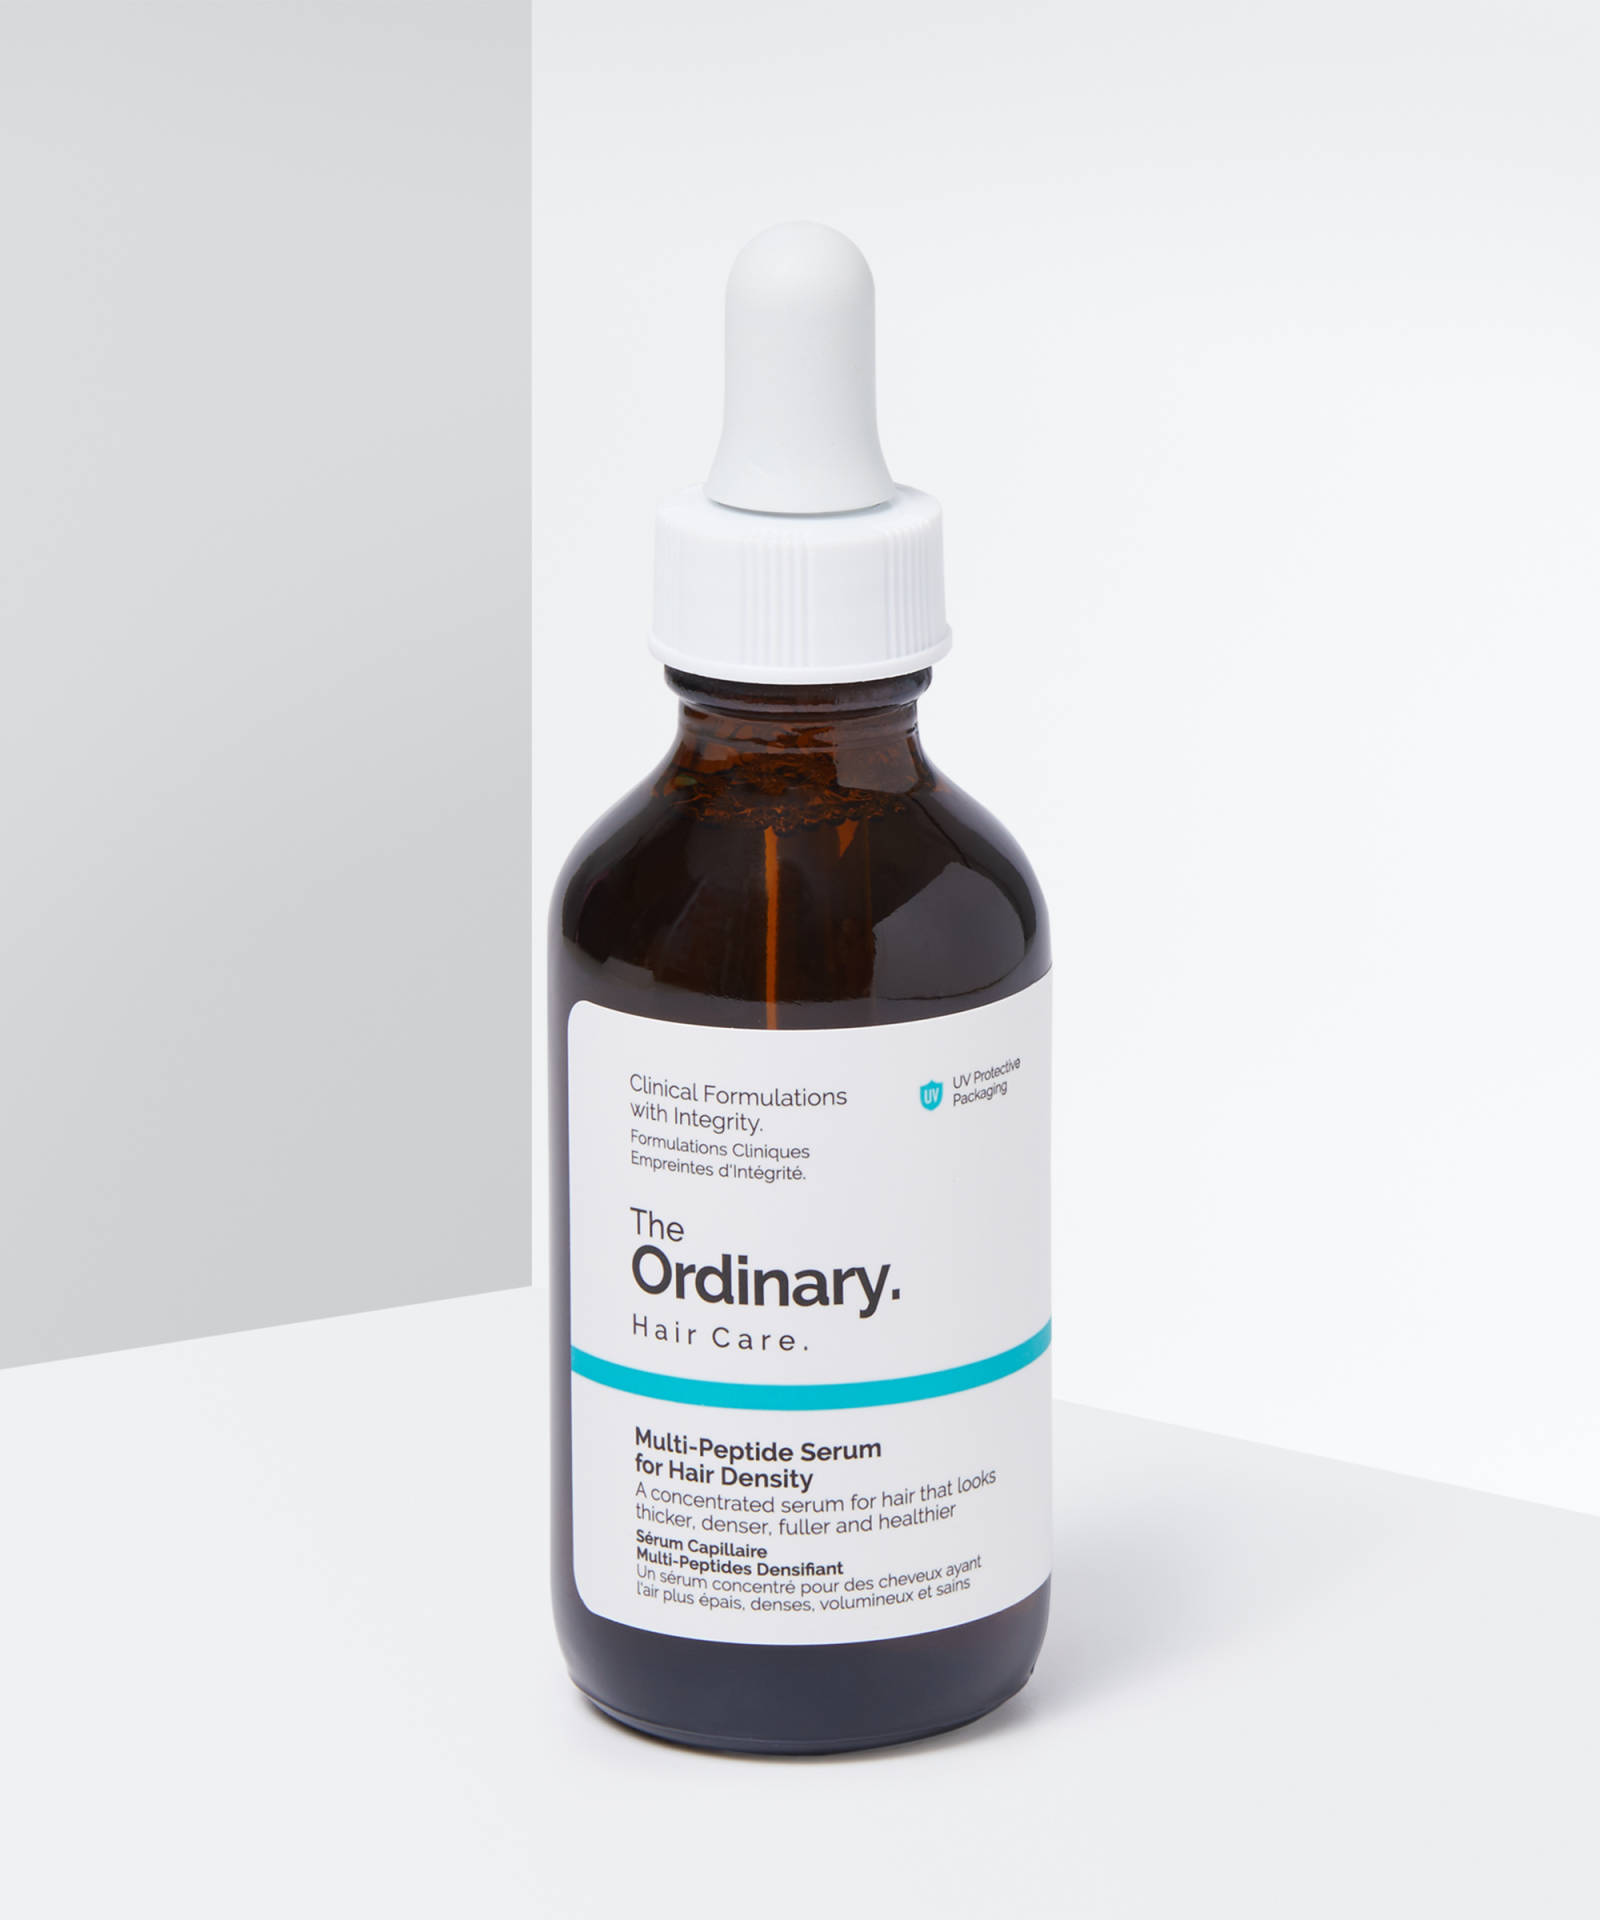 Clinical Formulations
with Integrity.
Formulations Cliniques
Empreintes d'Intégrité.
UV
UV Protective
Packaging
The
Ordinary.
Hair Care.
Multi-Peptide Serum
for Hair Density
A concentrated serum for hair that looks
thicker, denser, fuller and healthier
Sérum Capillaire
Multi-Peptides Densifiant
Un sérum concentré pour des cheveux ayant
l'air plus épais, denses, volumineux et sains